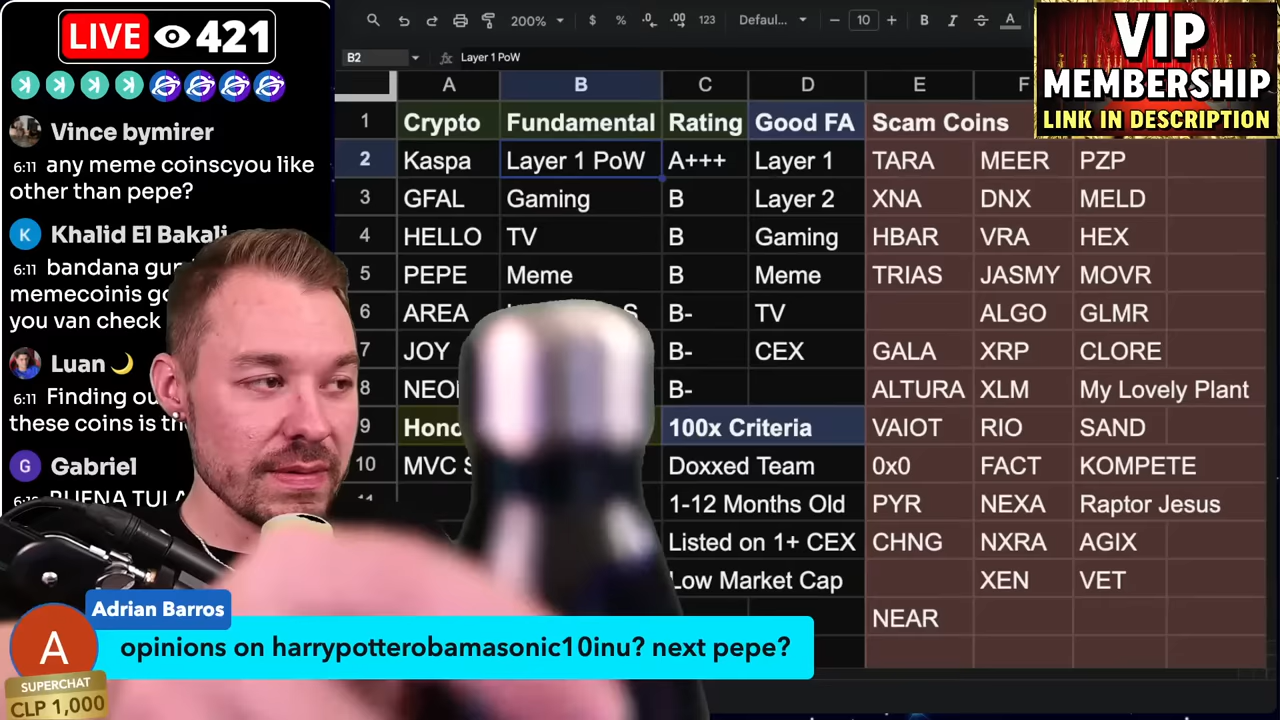 LIVE 421
Vince bymirer
6:11 any meme coinscyou like
other than pepe?
Khalid El Bakali
6:11 bandana
memecoinis
you van check
Luan
6:11 Finding
these coins is
Gabriel
BUENA
200% $ % .0 .00 123 Defaul... 10 B I A
B2 fx Layer 1 PoW
A B C D E F
1 Crypto Fundamental Rating Good FA Scam Coins
2 Kaspa Layer 1 PoW A+++ Layer 1 TARA MEER PZP
3 GFAL Gaming B Layer 2 XNA DNX MELD
4 HELLO TV B Gaming HBAR VRA HEX
5 PEPE Meme B Meme TRIAS JASMY MOVR
6 AREA S B- TV ALGO GLMR
7 JOY B- CEX GALA XRP CLORE
8 B- ALTURA XLM My Lovely Plant
9 100x Criteria VAIOT RIO SAND
10 MVC Doxxed Team 0x0 FACT KOMPETE
1-12 Months Old PYR NEXA Raptor Jesus
Listed on 1+ CEX CHNG NXRA AGIX
Low Market Cap XEN VET
NEAR
VIP
MEMBERSHIP
LINK IN DESCRIPTION
Adrian Barros
A
opinions on harrypotterobamasonic10inu? next pepe?
SUPERCHAT
CLP 1,000